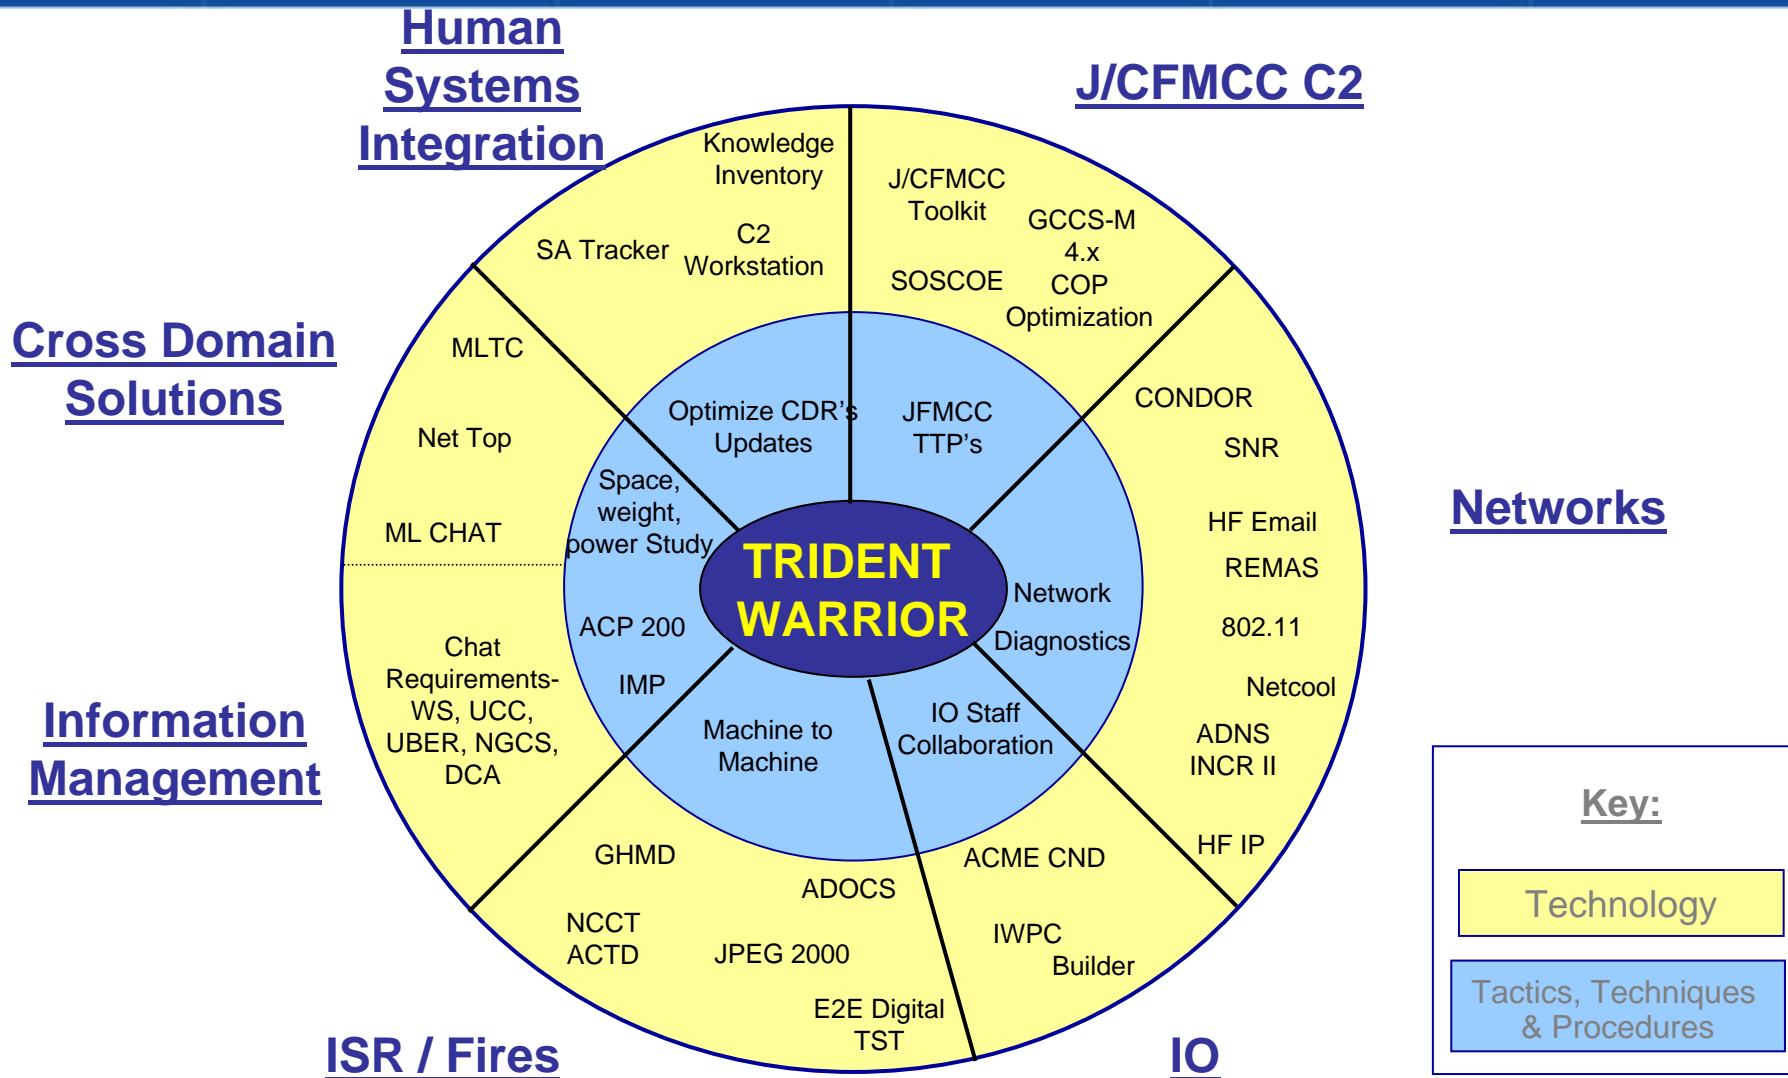 Human
Systems
Integration
J/CFMCC C2
Knowledge
Inventory
SA Tracker
C2
Workstation
J/CFMCC
Toolkit
SOSCOE
GCCS-M
4.x
COP
Optimization
Cross Domain
Solutions
MLTC
Net Top
ML CHAT
Optimize CDR's
Updates
JFMCC
TTP's
Space,
weight,
power Study
CONDOR
SNR
HF Email
REMAS
802.11
Netcool
ADNS
INCR II
HF IP
Networks
TRIDENT
WARRIOR
Network
Diagnostics
ACP 200
IMP
Information
Management
Chat
Requirements-
WS, UCC,
UBER, NGCS,
DCA
Machine to
Machine
IO Staff
Collaboration
GHMD
ADOCS
NCCT
ACTD
JPEG 2000
E2E Digital
TST
ACME CND
IWPC
Builder
ISR / Fires
IO
Key:
Technology
Tactics, Techniques
& Procedures